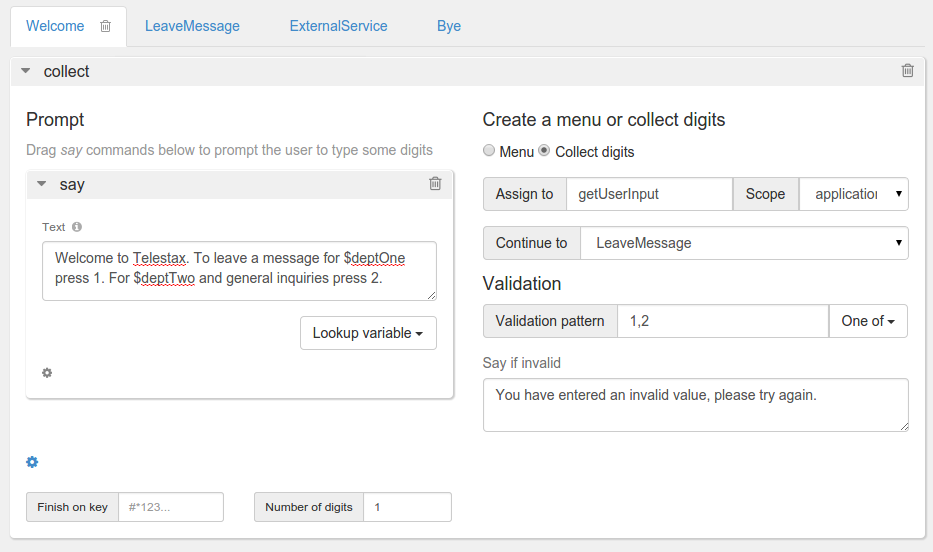 Welcome LeaveMessage ExternalService Bye
collect
Prompt
Drag say commands below to prompt the user to type some digits
say
Text
Welcome to Telestax. To leave a message for $deptOne
press 1. For $deptTwo and general inquiries press 2.
Lookup variable
Create a menu or collect digits
Menu Collect digits
Assign to getUserInput Scope application
Continue to LeaveMessage
Validation
Validation pattern 1,2 One of
Say if invalid
You have entered an invalid value, please try again.
Finish on key #*123... Number of digits 1